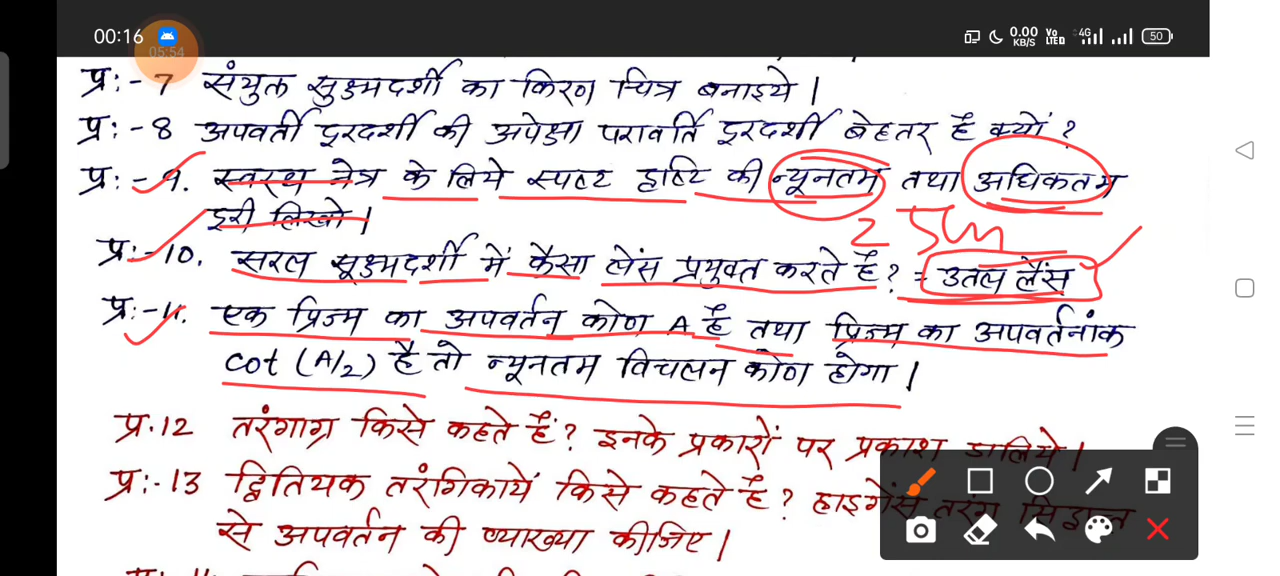 00:16 0.00 KB/S Vo LTED 4G 50
05:54
प्र:-7 संयुक्त सुक्ष्मदर्शी का किरण चित्र बनाइये।
प्र:-8 अपवर्ती दूरदर्शी की अपेक्षा परावर्ति दूरदर्शी बेहतर है क्यों?
प्र:-9. स्वस्थ नेत्र के लिये स्पष्ट दृष्टि की न्यूनतम तथा अधिकतम
दूरी लिखो।
25cm
प्र:-10. सरल सूक्ष्मदर्शी में कैसा लेंस प्रयुक्त करते है? = उतल लैंस
प्र:-11. एक प्रिज्म का अपवर्तन कोण A है तथा प्रिज्म का अपवर्तनांक
cot (A/2) है तो न्यूनतम विचलन कोण होगा।
प्र.12 तरंगाग्र किसे कहते हैं? इनके प्रकारों पर प्रकाश डालिये।
प्र:-13 द्वितियक तरंगिकायें किसे कहते है? हाइगेंस तरंग सिद्धान्त
से अपवर्तन की व्याख्या कीजिए।